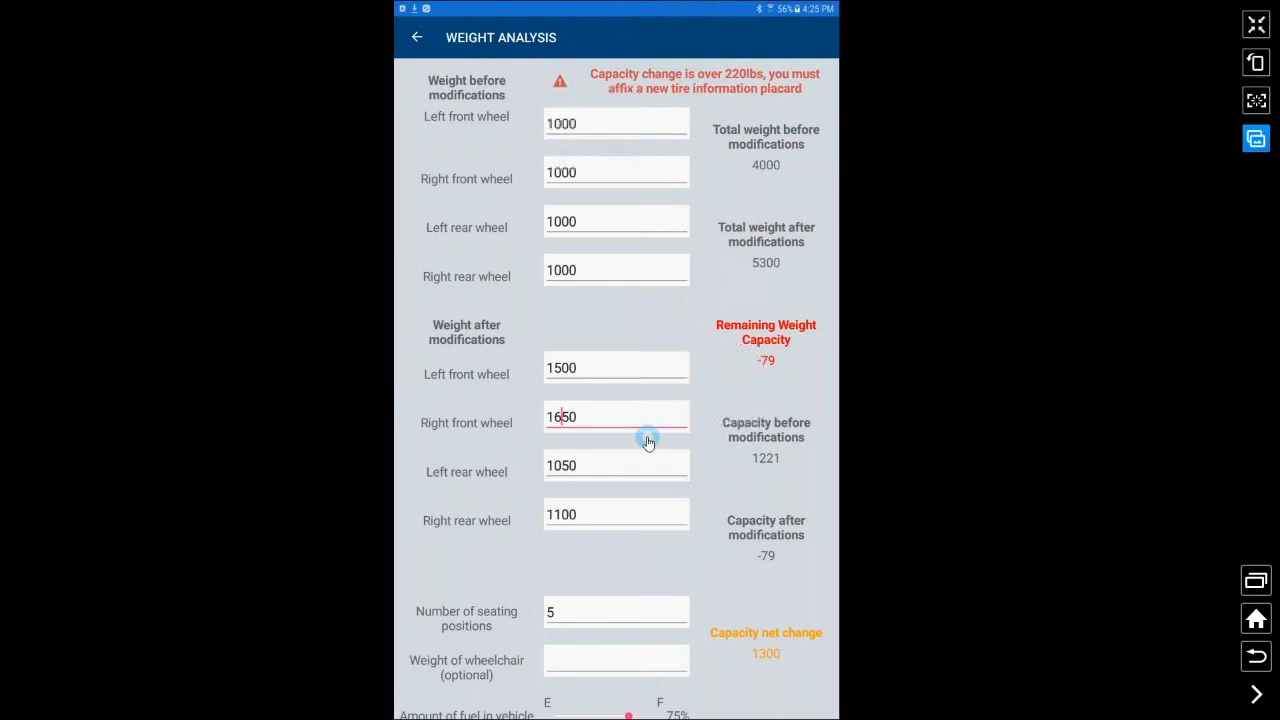 56% 4:25 PM
WEIGHT ANALYSIS
Capacity change is over 220lbs, you must
affix a new tire information placard
Weight before
modifications
Left front wheel
1000
Right front wheel
1000
Left rear wheel
1000
Right rear wheel
1000
Total weight before
modifications
4000
Total weight after
modifications
5300
Weight after
modifications
Left front wheel
1500
Right front wheel
1650
Left rear wheel
1050
Right rear wheel
1100
Remaining Weight
Capacity
-79
Capacity before
modifications
1221
Capacity after
modifications
-79
Number of seating
positions
5
Capacity net change
1300
Weight of wheelchair
(optional)
E F
Amount of fuel in vehicle
75%